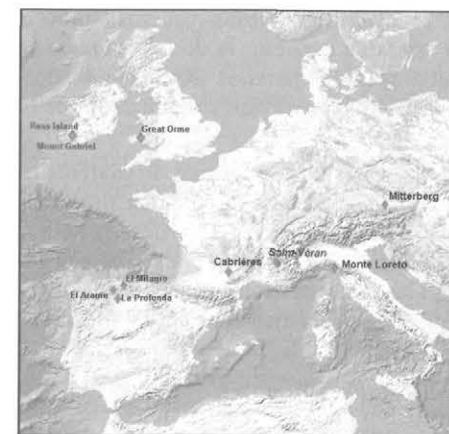 Ross Island
Great Orme
Mount Gabriel
Mitterberg
Saint-Véran
Cabrières
Monte Loreto
El Milagro
El Aramo
La Profunda